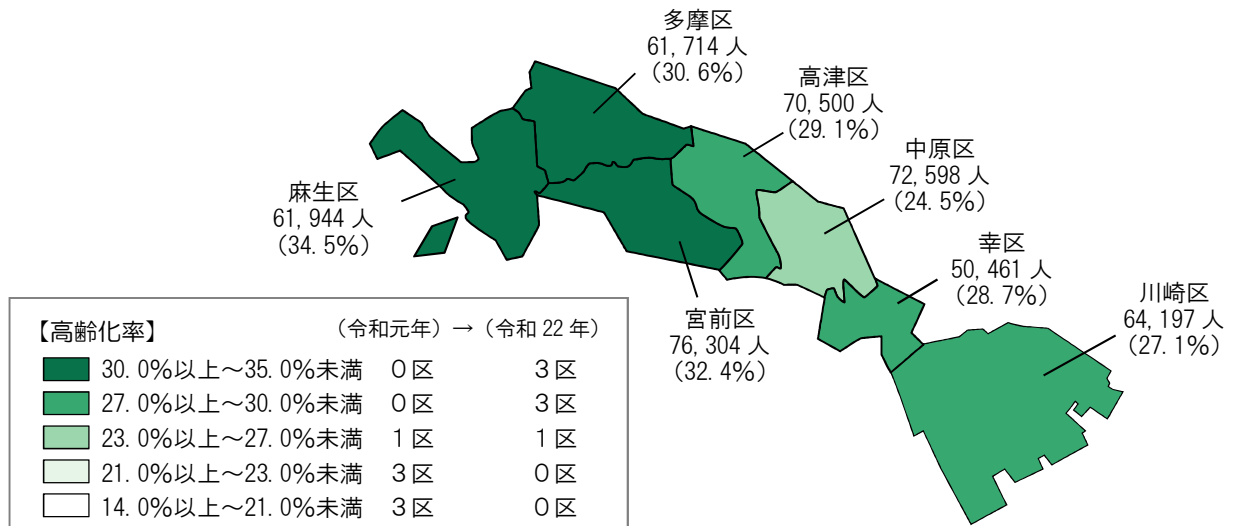 多摩区
61,714 人
（30.6%）
高津区
70,500 人
（29.1%）
中原区
72,598 人
（24.5%）
麻生区
61,944 人
（34.5%）
幸区
50,461 人
（28.7%）
川崎区
64,197 人
（27.1%）
宮前区
76,304 人
（32.4%）
【高齢化率】 （令和元年）→（令和 22 年）
30.0%以上～35.0%未満 0区 3区
27.0%以上～30.0%未満 0区 3区
23.0%以上～27.0%未満 1区 1区
21.0%以上～23.0%未満 3区 0区
14.0%以上～21.0%未満 3区 0区